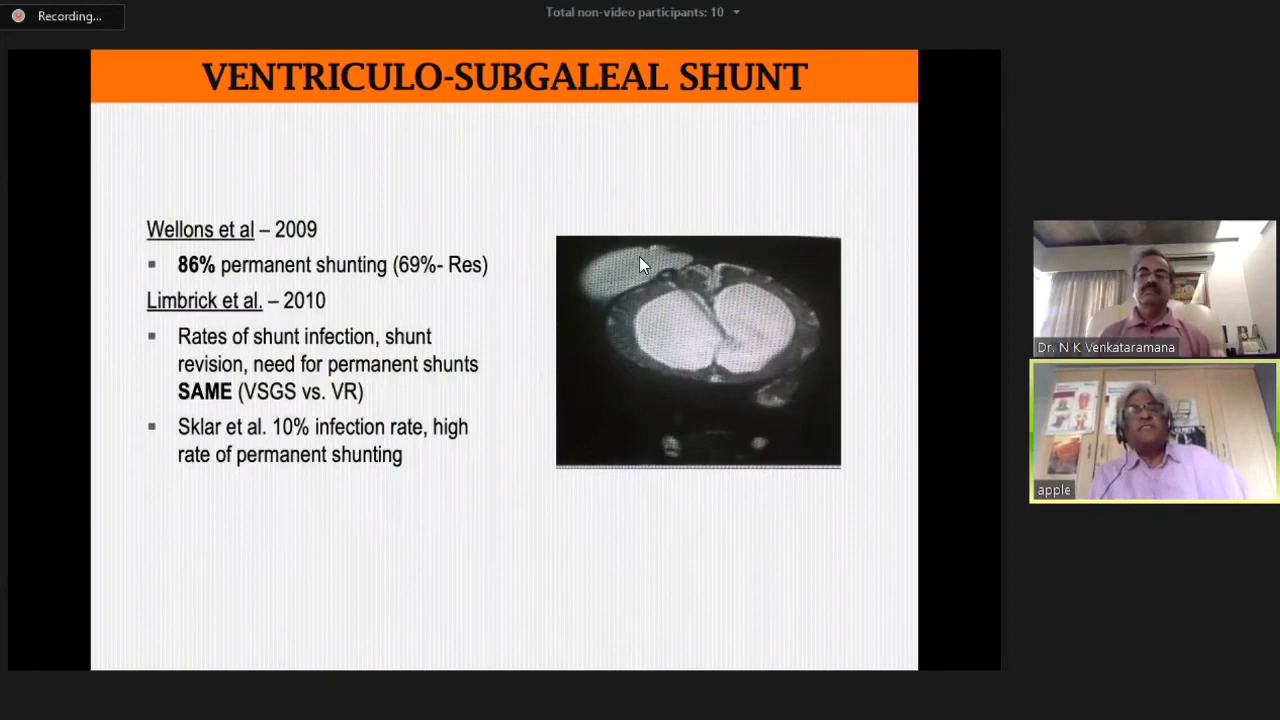 Recording...
Total non-video participants: 10
VENTRICULO-SUBGALEAL SHUNT
Wellons et al – 2009
▪ 86% permanent shunting (69%- Res)
Limbrick et al. – 2010
▪ Rates of shunt infection, shunt
revision, need for permanent shunts
SAME (VSGS vs. VR)
▪ Sklar et al. 10% infection rate, high
rate of permanent shunting
Dr. N K Venkataramana
apple